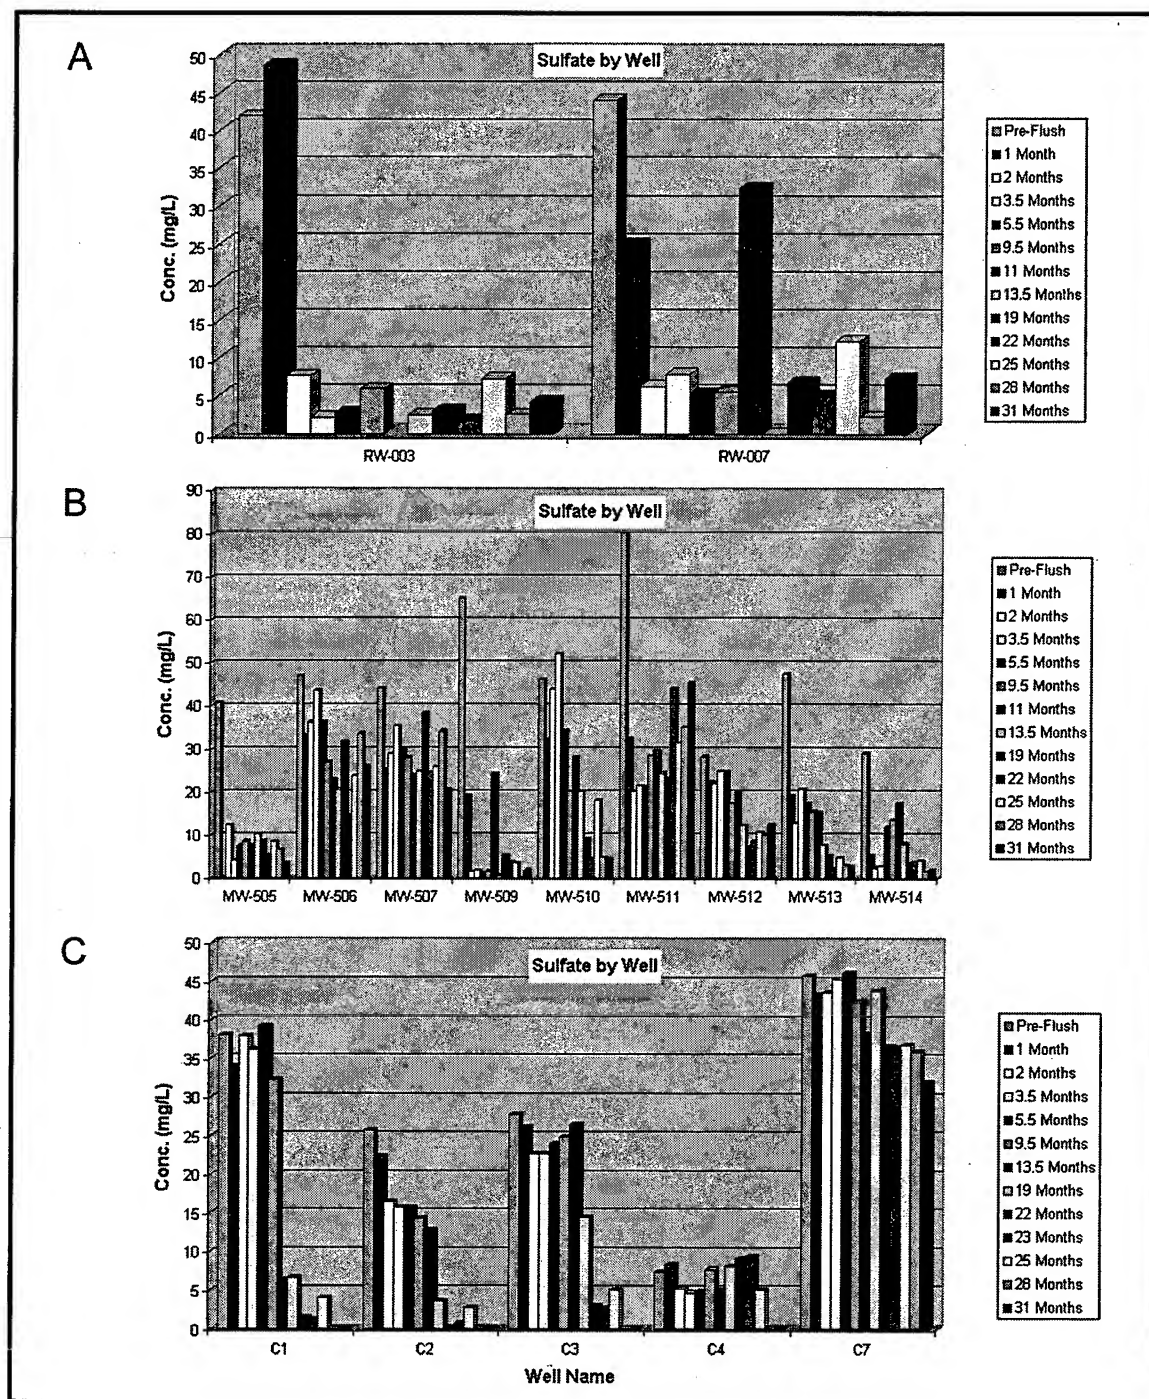 A
Sulfate by Well
50
45
40
35
30
25
20
15
10
5
0
Conc. (mg/L)
RW-003 RW-007
Pre-Flush
1 Month
2 Months
3.5 Months
5.5 Months
9.5 Months
11 Months
13.5 Months
19 Months
22 Months
25 Months
28 Months
31 Months
B
Sulfate by Well
90
80
70
60
50
40
30
20
10
0
Conc. (mg/L)
MW-505 MW-506 MW-507 MW-509 MW-510 MW-511 MW-512 MW-513 MW-514
Pre-Flush
1 Month
2 Months
3.5 Months
5.5 Months
9.5 Months
11 Months
13.5 Months
19 Months
22 Months
25 Months
28 Months
31 Months
C
Sulfate by Well
50
45
40
35
30
25
20
15
10
5
0
Conc. (mg/L)
C1 C2 C3 C4 C7
Well Name
Pre-Flush
1 Month
2 Months
3.5 Months
5.5 Months
9.5 Months
13.5 Months
19 Months
22 Months
23 Months
25 Months
28 Months
31 Months